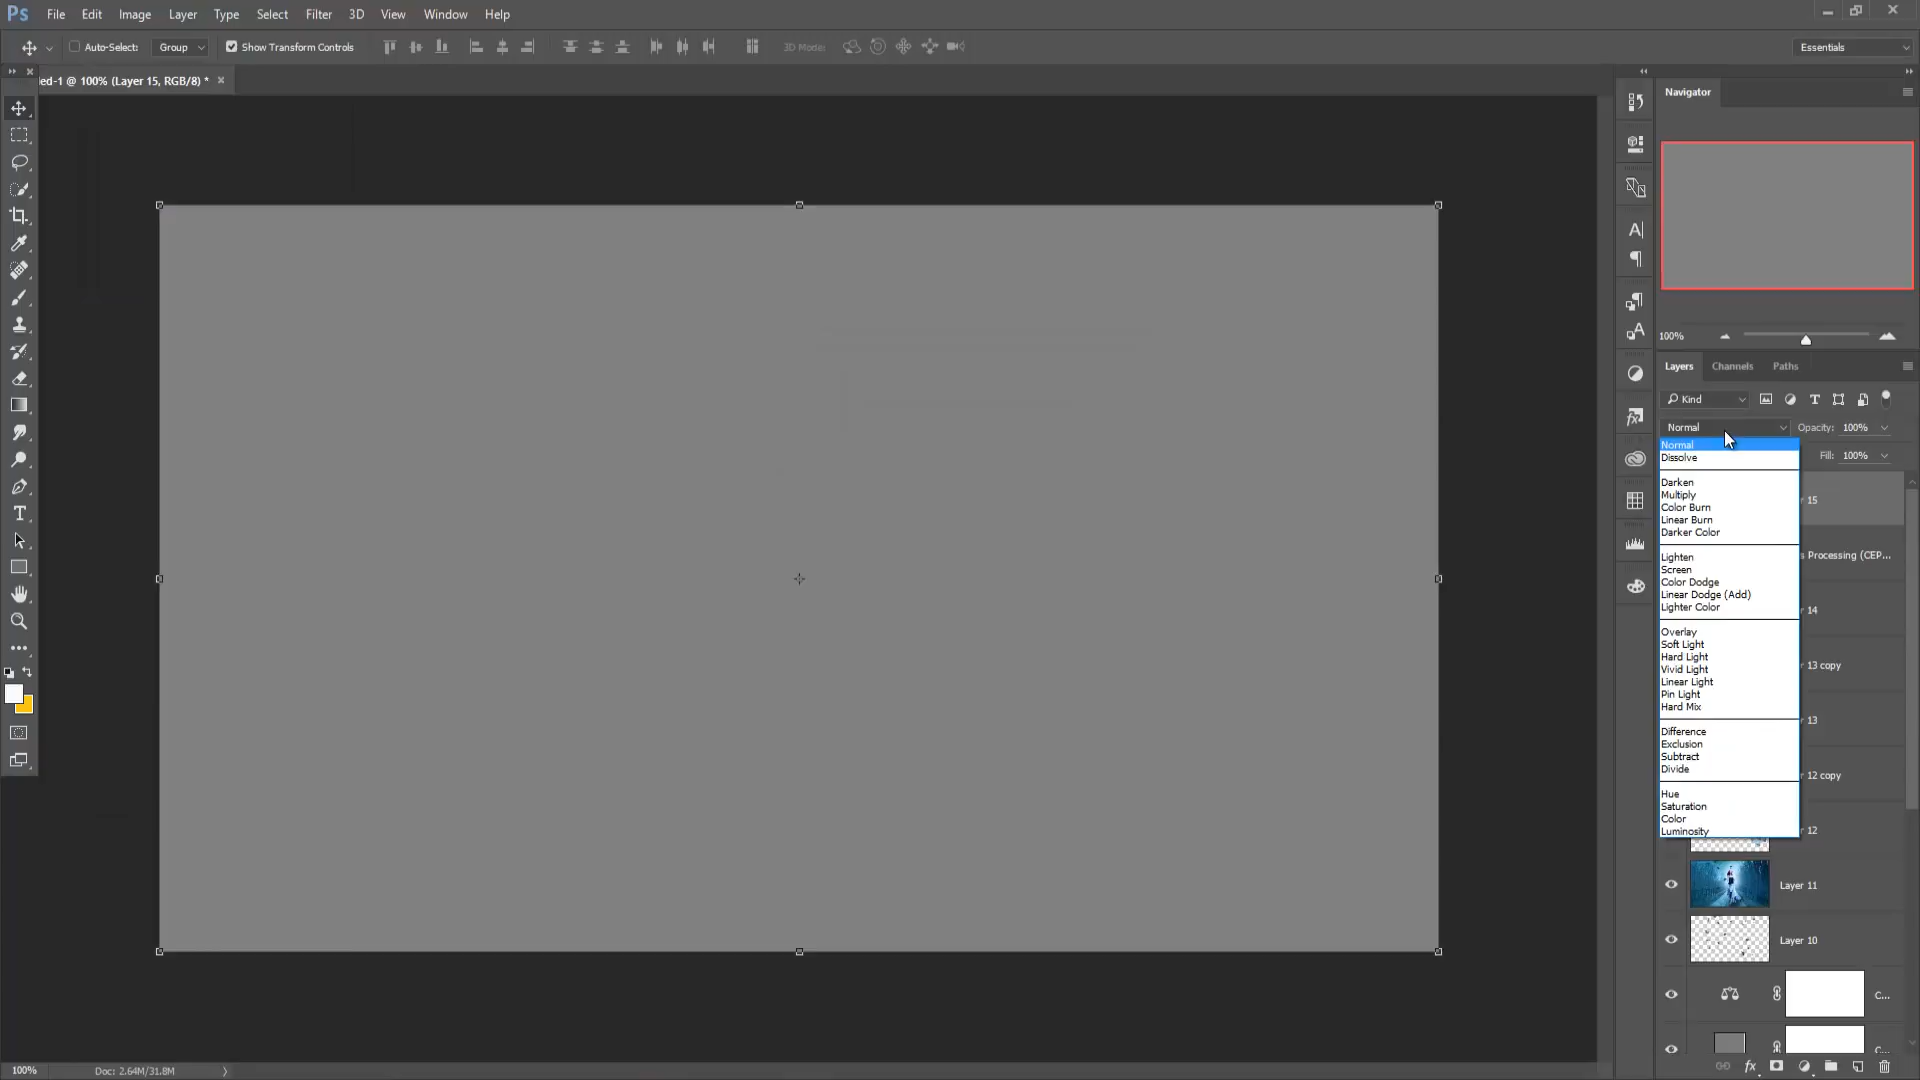 Ps File Edit Image Layer Type Select Filter 3D View Window Help
Auto-Select: Group Show Transform Controls 3D Mode: Essentials
ed-1 @ 100% (Layer 15, RGB/8) *
Navigator
100%
Layers Channels Paths
Kind
Normal Opacity: 100%
Fill: 100%
Normal
Dissolve
Darken
Multiply
Color Burn
Linear Burn
Darker Color
Lighten
Screen
Color Dodge
Linear Dodge (Add)
Lighter Color
Overlay
Soft Light
Hard Light
Vivid Light
Linear Light
Pin Light
Hard Mix
Difference
Exclusion
Subtract
Divide
Hue
Saturation
Color
Luminosity
r 15
s Processing (CEP...
r 14
r 13 copy
r 13
r 12 copy
r 12
Layer 11
Layer 10
C...
C...
100% Doc: 2.64M/31.8M